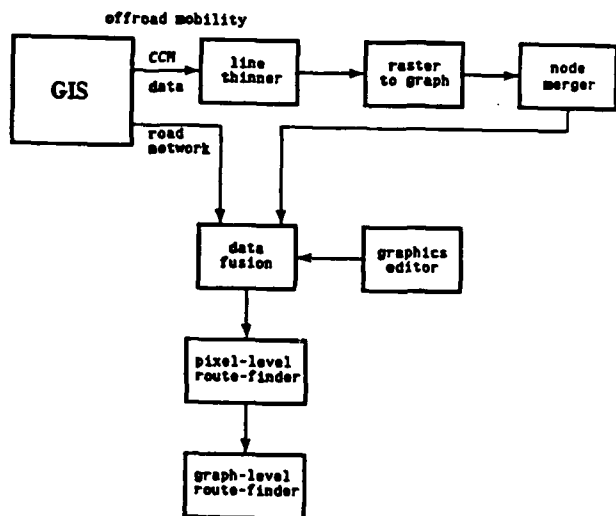 offroad mobility
GIS
CCM
data
line
thinner
raster
to graph
node
merger
road
network
data
fusion
graphics
editor
pixel-level
route-finder
graph-level
route-finder